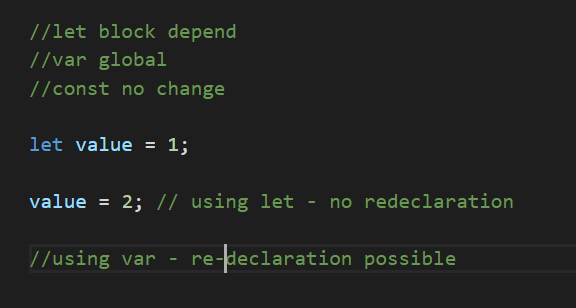 //let block depend
//var global
//const no change
let value = 1;
value = 2; // using let - no redeclaration
//using var - re-declaration possible